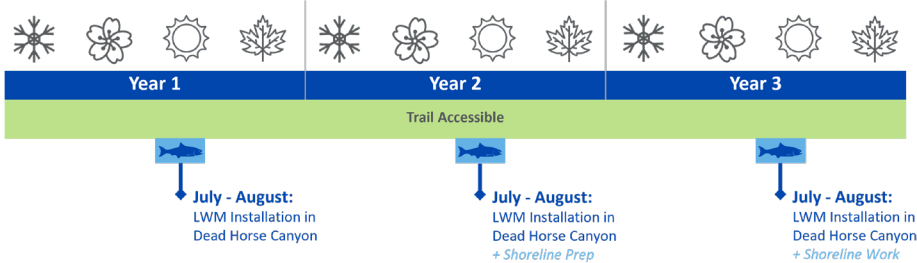 Year 1
Year 2
Year 3
Trail Accessible
July - August:
LWM Installation in
Dead Horse Canyon
July - August:
LWM Installation in
Dead Horse Canyon
+ Shoreline Prep
July - August:
LWM Installation in
Dead Horse Canyon
+ Shoreline Work